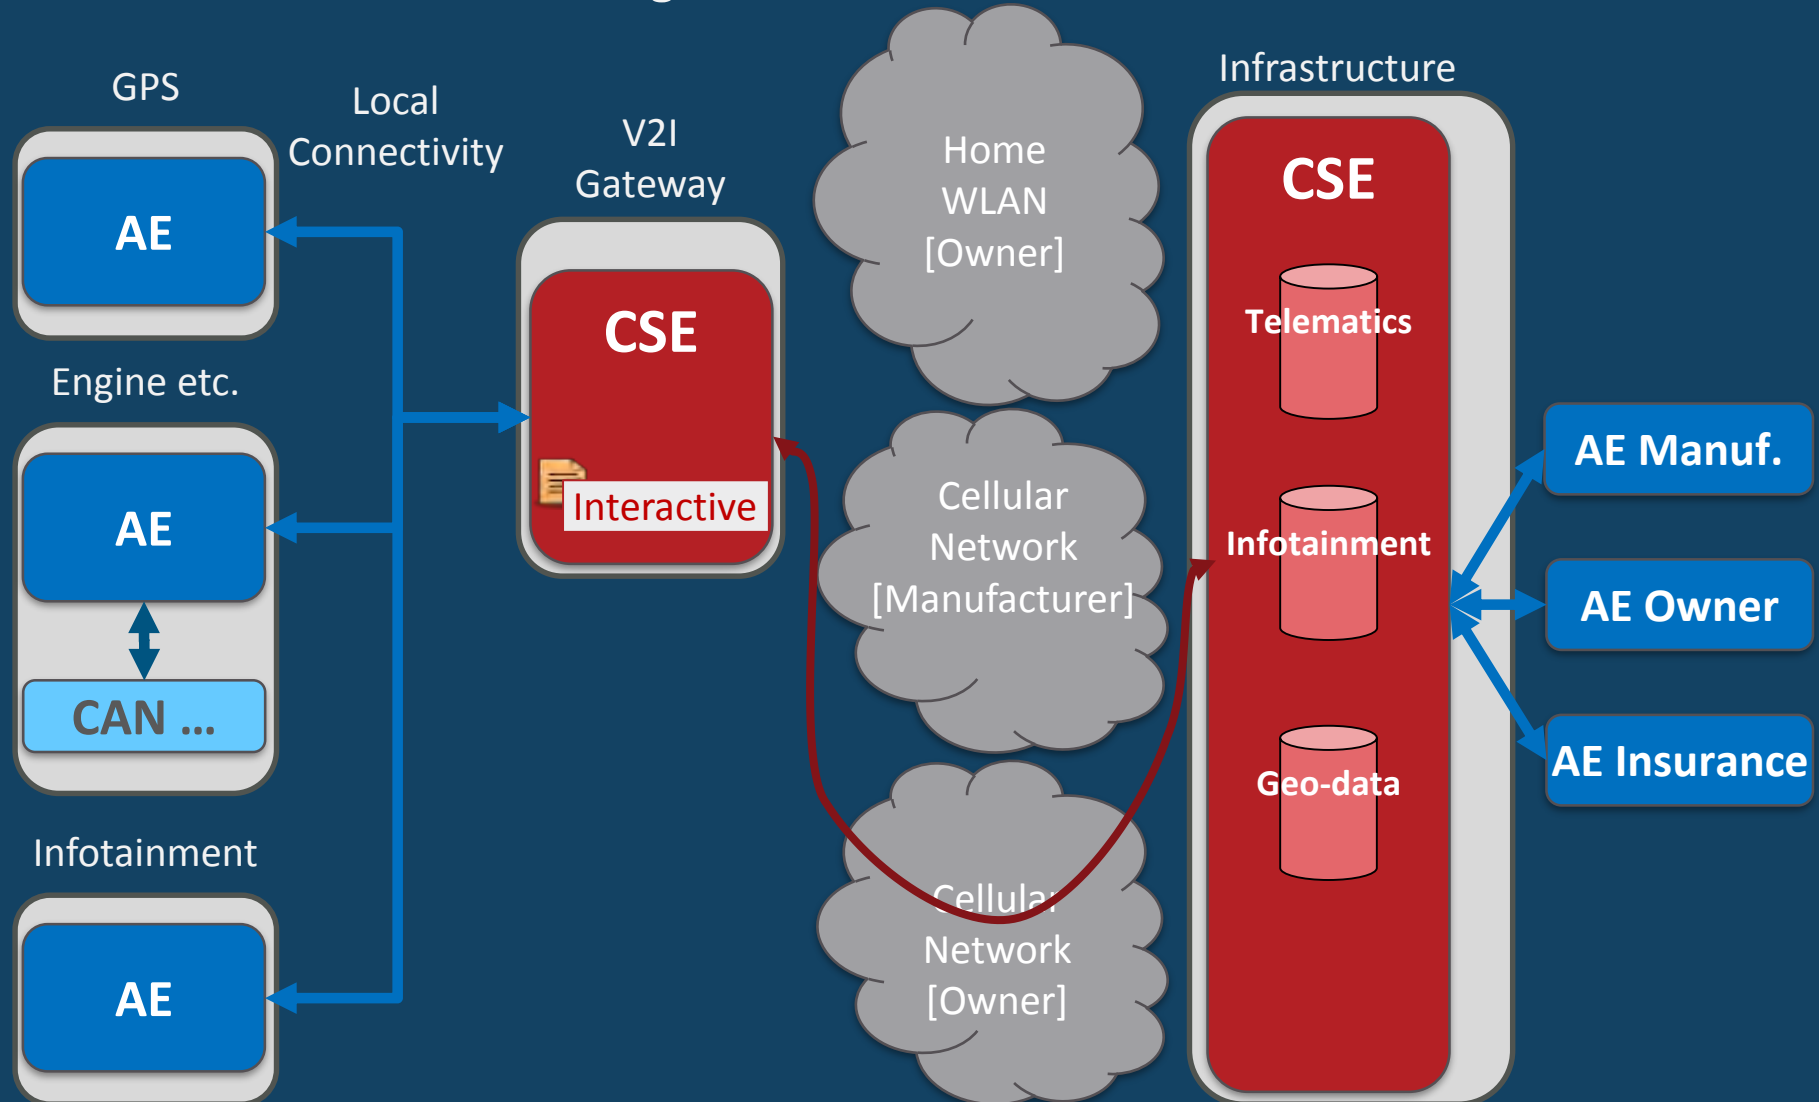 GPS
AE
Local
Connectivity
V2I
Gateway
CSE
Interactive
Engine etc.
AE
CAN ...
Infotainment
AE
Home
WLAN
[Owner]
Cellular
Network
[Manufacturer]
Cellular
Network
[Owner]
Infrastructure
CSE
Telematics
Infotainment
Geo-data
AE Manuf.
AE Owner
AE Insurance